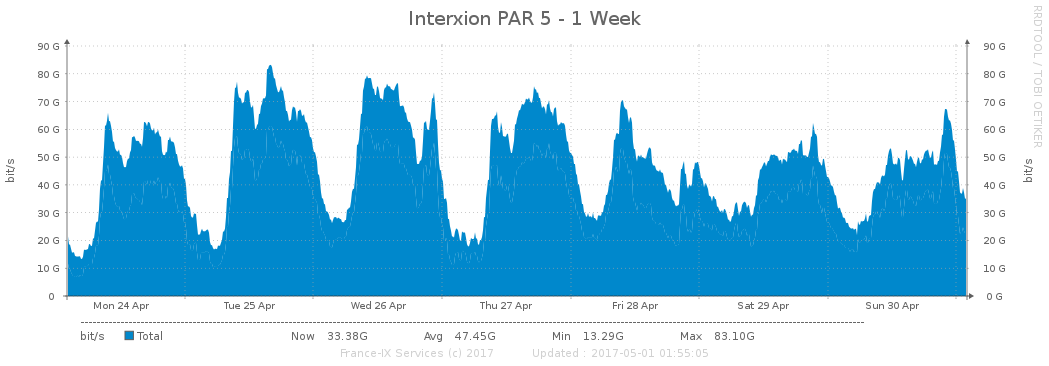 Interxion PAR 5 - 1 Week
RRDTOOL / TOBI OETIKER
90 G 90 G
80 G 80 G
70 G 70 G
60 G 60 G
50 G 50 G
40 G 40 G
30 G 30 G
20 G 20 G
10 G 10 G
0 0 G
bit/s bit/s
Mon 24 Apr Tue 25 Apr Wed 26 Apr Thu 27 Apr Fri 28 Apr Sat 29 Apr Sun 30 Apr
bit/s Total Now 33.38G Avg 47.45G Min 13.29G Max 83.10G
France-IX Services (c) 2017 Updated : 2017-05-01 01:55:05